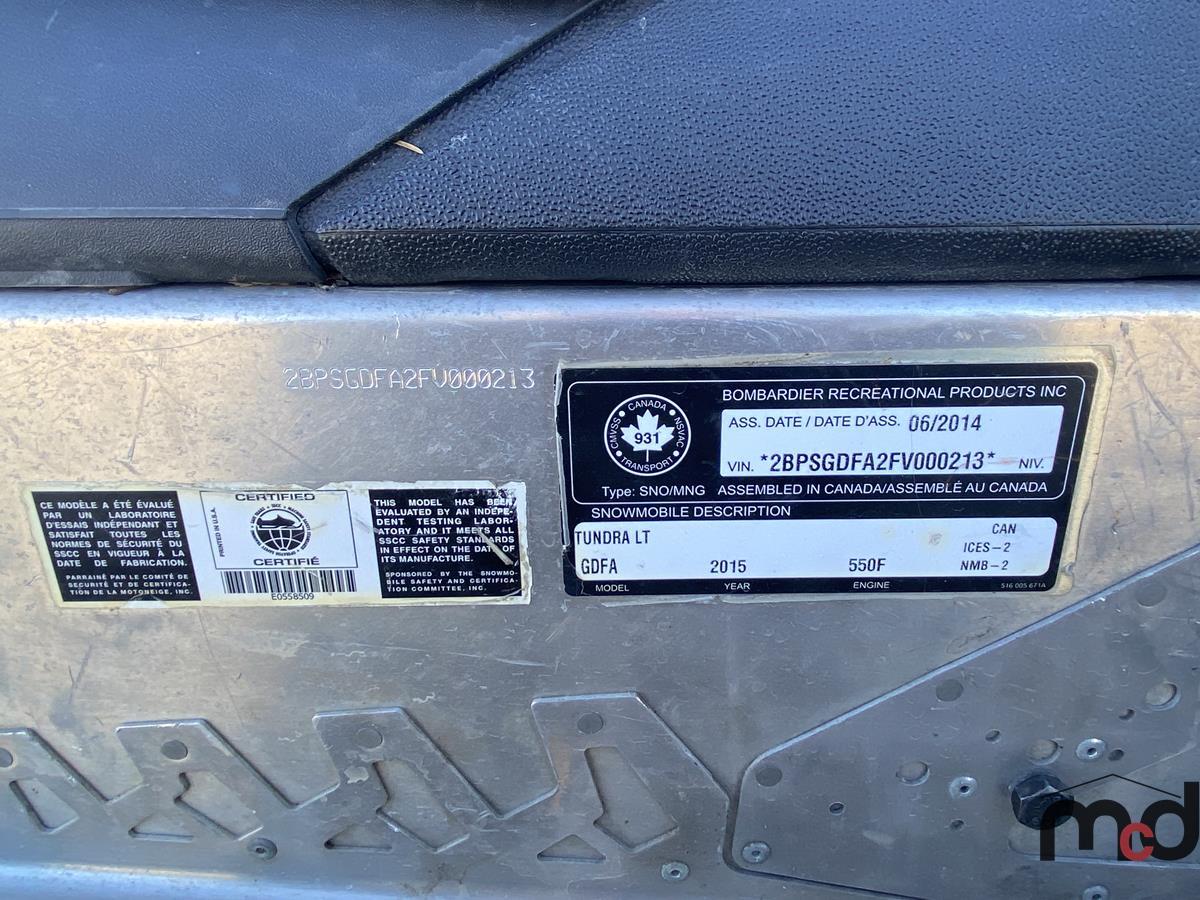 2BPSGDFA2FV000213
BOMBARDIER RECREATIONAL PRODUCTS INC
CANADA
CMVSS
NSVAC
931
TRANSPORT
ASS. DATE / DATE D'ASS. 06/2014
VIN. *2BPSGDFA2FV000213* NIV.
Type: SNO/MNG ASSEMBLED IN CANADA/ASSEMBLÉ AU CANADA
SNOWMOBILE DESCRIPTION
TUNDRA LT CAN
ICES-2
GDFA 2015 550F NMB-2
MODEL YEAR ENGINE 516 005 671A
CE MODÈLE A ÉTÉ ÉVALUÉ
PAR UN LABORATOIRE
D'ESSAIS INDÉPENDANT ET
SATISFAIT TOUTES LES
NORMES DE SÉCURITÉ DU
SSCC EN VIGUEUR À LA
DATE DE FABRICATION.
PARRAINÉ PAR LE COMITÉ DE
SÉCURITÉ ET DE CERTIFICA-
TION DE LA MOTONEIGE, INC.
PRINTED IN U.S.A.
CERTIFIED
CERTIFIÉ
E0558509
THIS MODEL HAS BEEN
EVALUATED BY AN INDEPEN-
DENT TESTING LABOR-
ATORY AND IT MEETS ALL
SSCC SAFETY STANDARDS
IN EFFECT ON THE DATE OF
ITS MANUFACTURE.
SPONSORED BY THE SNOWMO-
BILE SAFETY AND CERTIFICA-
TION COMMITTEE, INC.
mcd